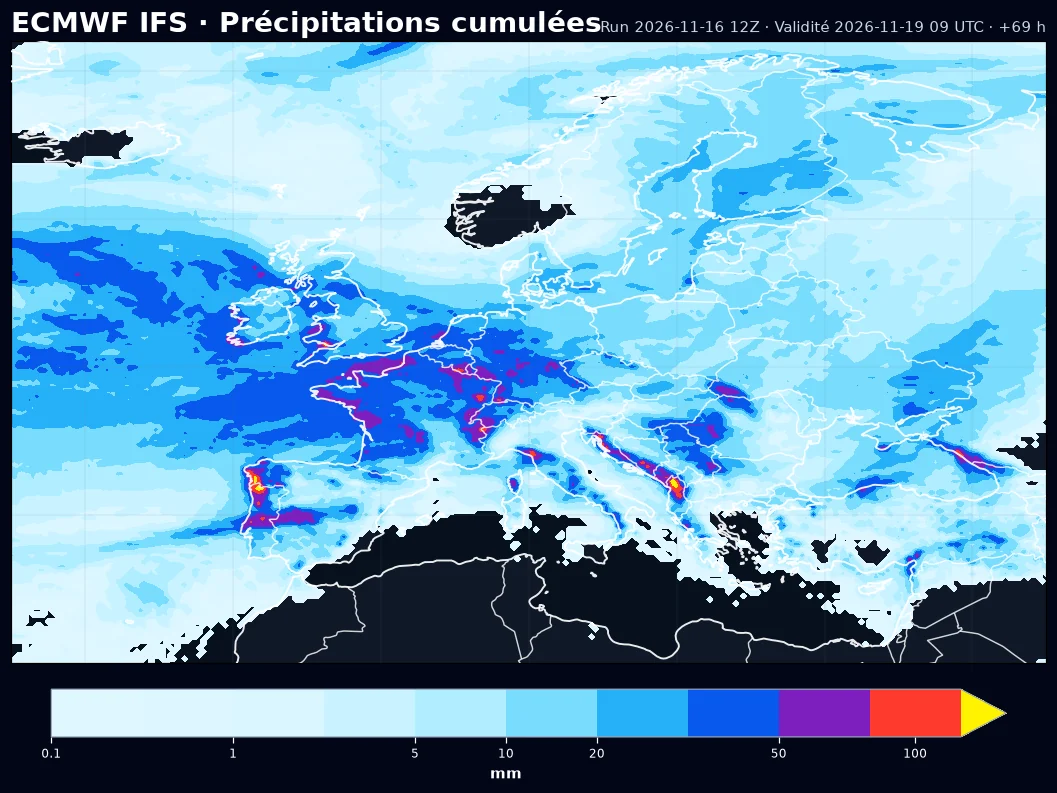 ECMWF IFS · Précipitations cumulées
Run 2026-11-16 12Z · Validité 2026-11-19 09 UTC · +69 h
0.1 1 5 10 20 50 100
mm